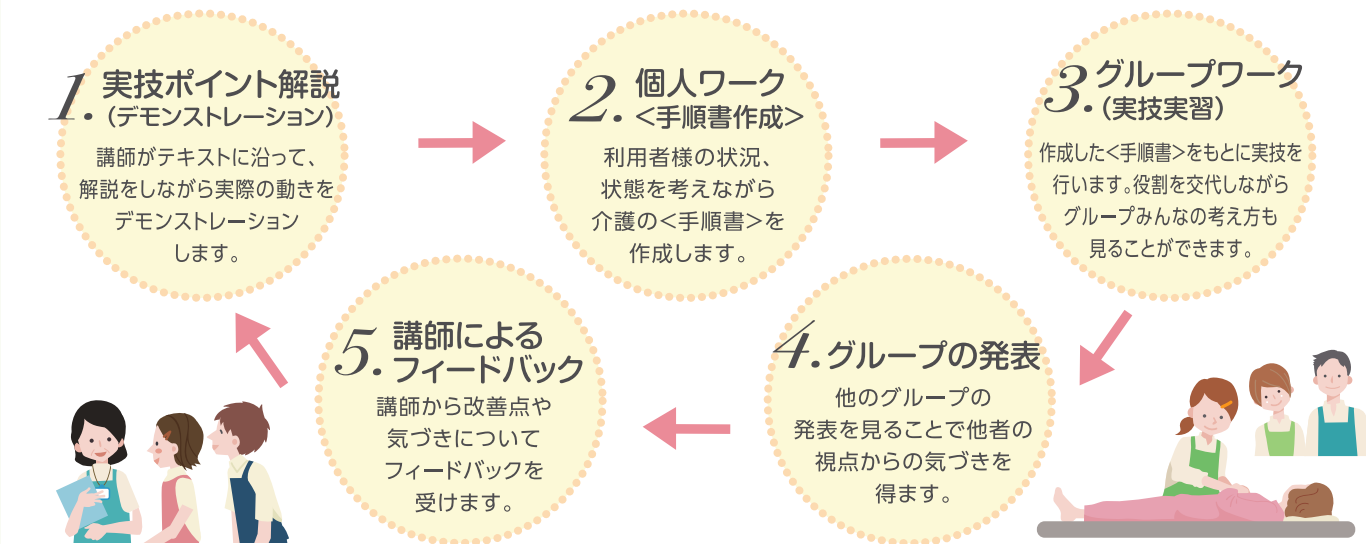 1. 実技ポイント解説
(デモンストレーション)
講師がテキストに沿って、
解説をしながら実際の動きを
デモンストレーション
します。
2. 個人ワーク
<手順書作成>
利用者様の状況、
状態を考えながら
介護の<手順書>を
作成します。
3. グループワーク
(実技実習)
作成した<手順書>をもとに実技を
行います。役割を交代しながら
グループみんなの考え方も
見ることができます。
4. グループの発表
他のグループの
発表を見ることで他者の
視点からの気づきを
得ます。
5. 講師による
フィードバック
講師から改善点や
気づきについて
フィードバックを
受けます。